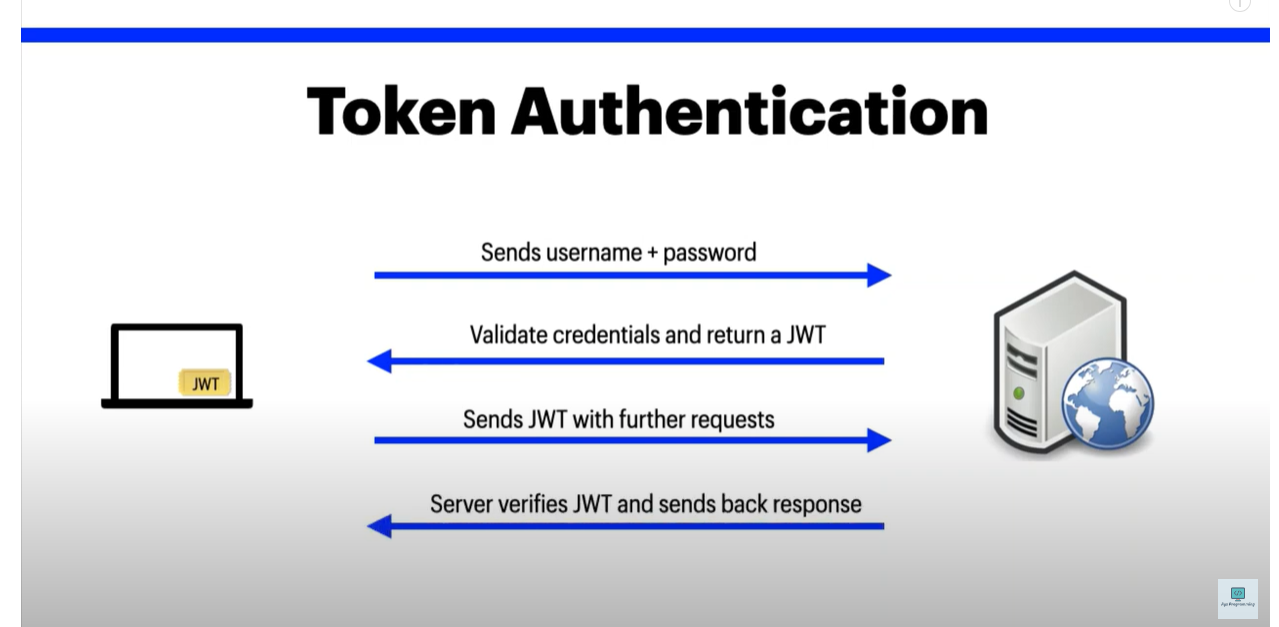 Token Authentication
Sends username + password
Validate credentials and return a JWT
JWT
Sends JWT with further requests
Server verifies JWT and sends back response